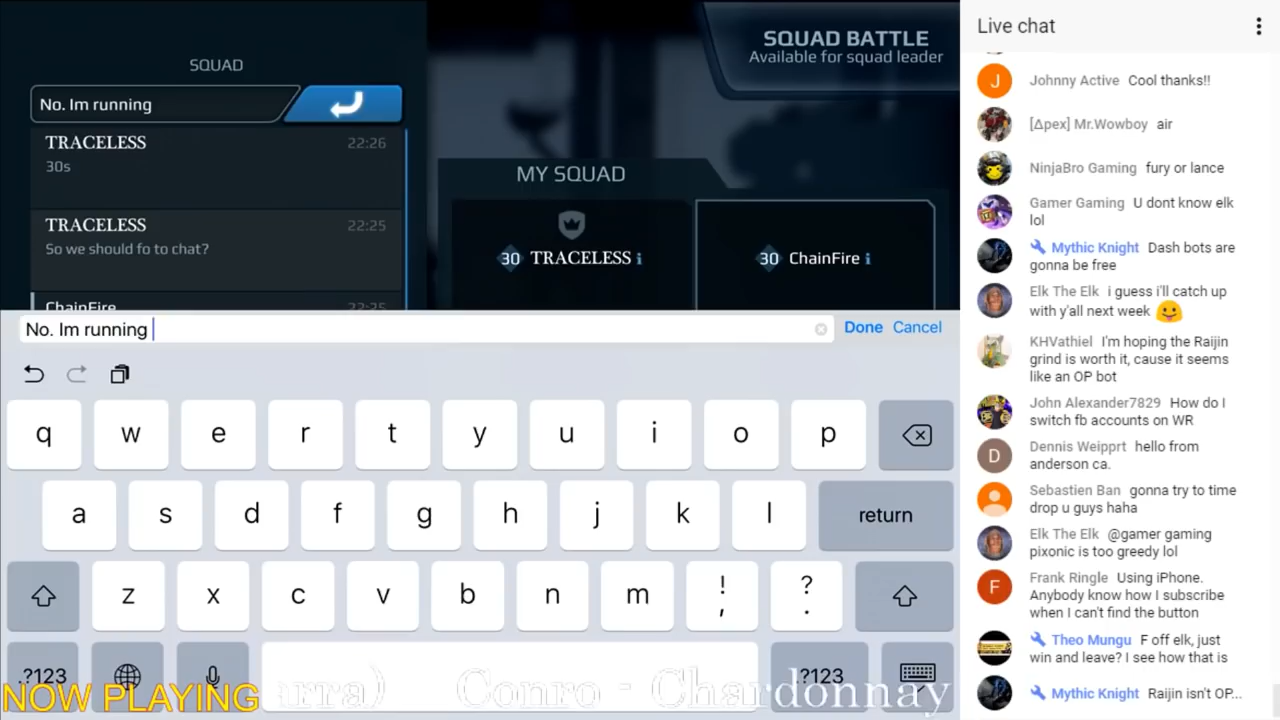 SQUAD
No. Im running
TRACELESS 22:26
30s
TRACELESS 22:25
So we should fo to chat?
ChainFire 22:25
SQUAD BATTLE
Available for squad leader
MY SQUAD
30 TRACELESS i
30 ChainFire i
No. Im running
Done Cancel
q w e r t y u i o p
a s d f g h j k l return
z x c v b n m ! , ? .
.?123 .?123
NOW PLAYING arra) Conro - Chardonnay
Live chat
J Johnny Active Cool thanks!!
[Δpex] Mr.Wowboy air
NinjaBro Gaming fury or lance
Gamer Gaming U dont know elk
lol
Mythic Knight Dash bots are
gonna be free
Elk The Elk i guess i'll catch up
with y'all next week 😛
KHVathiel I'm hoping the Raijin
grind is worth it, cause it seems
like an OP bot
John Alexander7829 How do I
switch fb accounts on WR
D Dennis Weipprt hello from
anderson ca.
Sebastien Ban gonna try to time
drop u guys haha
Elk The Elk @gamer gaming
pixonic is too greedy lol
F Frank Ringle Using iPhone.
Anybody know how I subscribe
when I can't find the button
Theo Mungu F off elk, just
win and leave? I see how that is
Mythic Knight Raijin isn't OP...